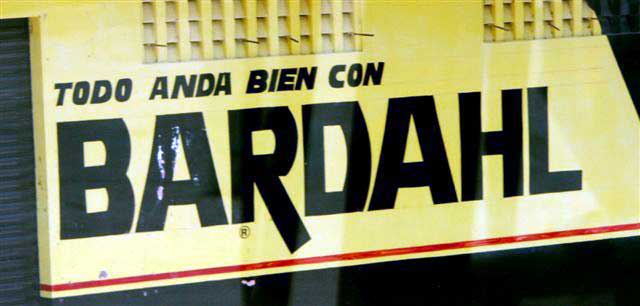 TODO ANDA BIEN CON
BARDAHL
®